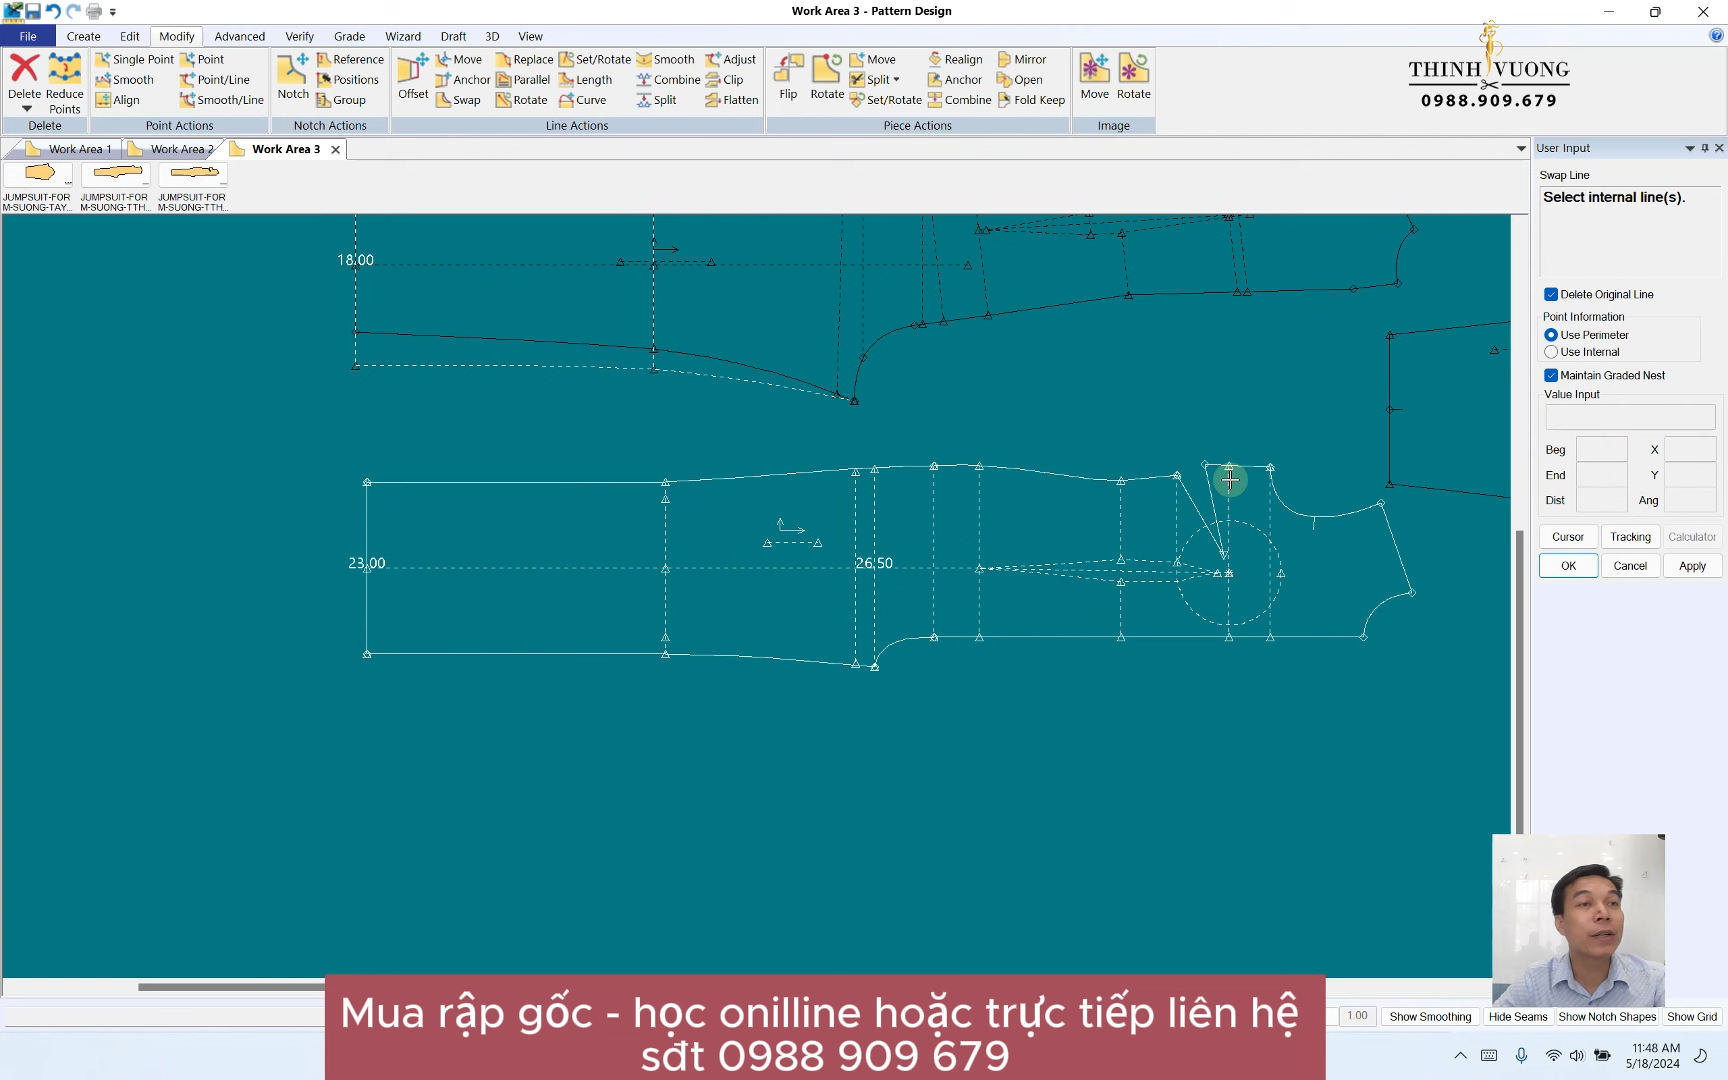 Work Area 3 - Pattern Design
File Create Edit Modify Advanced Verify Grade Wizard Draft 3D View
THINH VUONG
0988.909.679
Delete
Reduce
Points
Single Point
Smooth
Align
Point
Point/Line
Smooth/Line
Notch
Reference
Positions
Group
Offset
Move
Anchor
Swap
Replace
Parallel
Rotate
Set/Rotate
Length
Curve
Smooth
Combine
Split
Adjust
Clip
Flatten
Flip
Rotate
Move
Split
Set/Rotate
Realign
Anchor
Combine
Mirror
Open
Fold Keep
Move
Rotate
Delete Point Actions Notch Actions Line Actions Piece Actions Image
Work Area 1 Work Area 2 Work Area 3
JUMPSUIT-FOR
M-SUONG-TAY...
JUMPSUIT-FOR
M-SUONG-TTH...
JUMPSUIT-FOR
M-SUONG-TTH...
18.00
23.00
26.50
User Input
Swap Line
Select internal line(s).
Delete Original Line
Point Information
Use Perimeter
Use Internal
Maintain Graded Nest
Value Input
Beg X
End Y
Dist Ang
Cursor Tracking Calculator
OK Cancel Apply
1.00 Show Smoothing Hide Seams Show Notch Shapes Show Grid
Mua rập gốc - học onilline hoặc trực tiếp liên hệ
sđt 0988 909 679
11:48 AM
5/18/2024